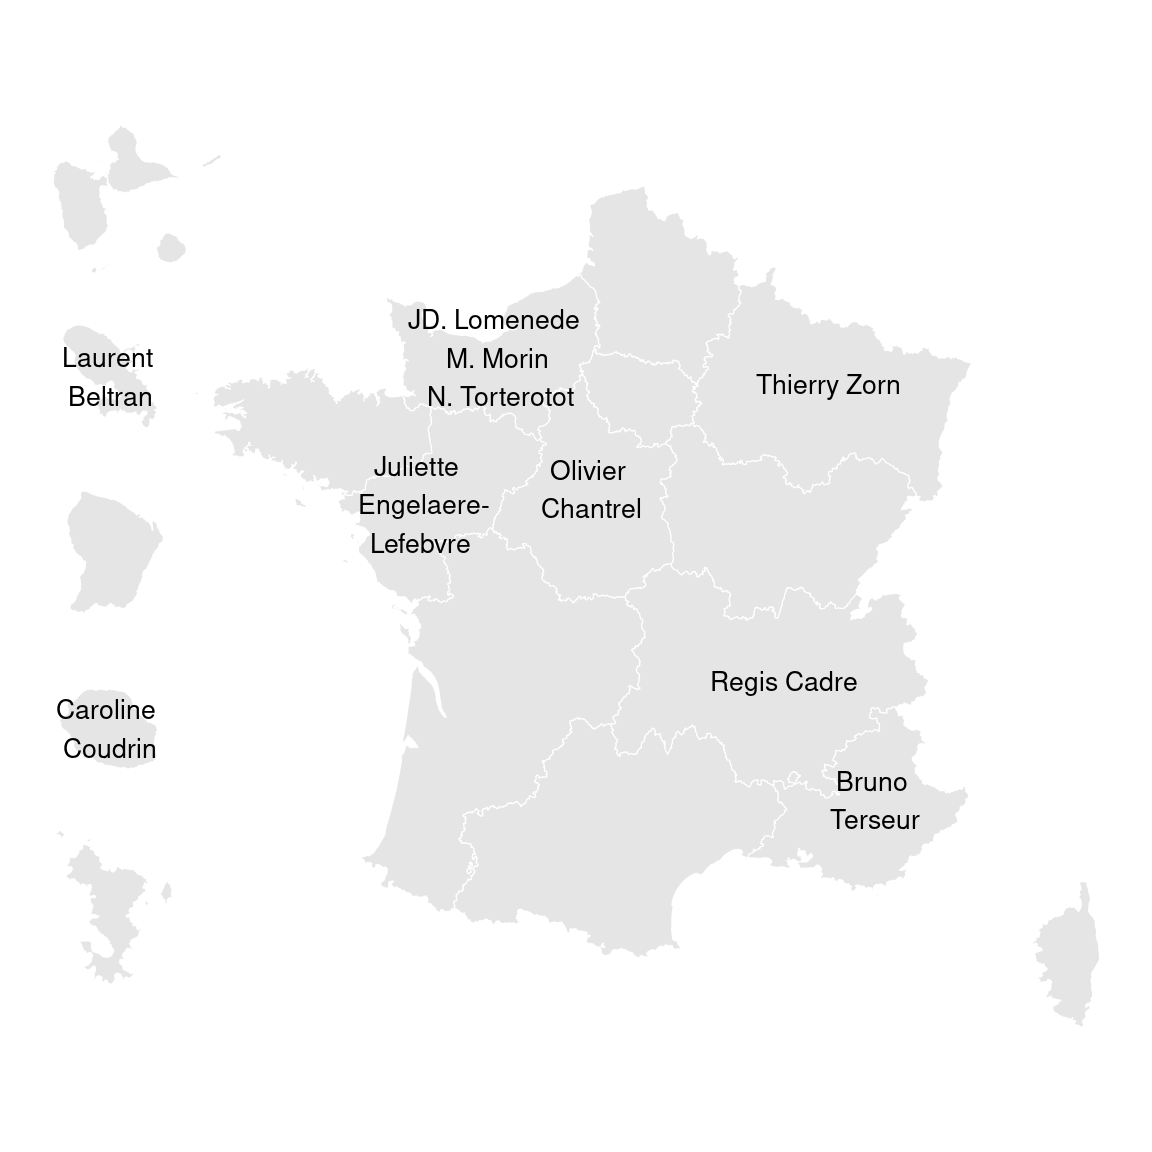 JD. Lomenede
M. Morin
N. Torterotot
Laurent
Beltran
Thierry Zorn
Juliette
Engelaere-
Lefebvre
Olivier
Chantrel
Regis Cadre
Caroline
Coudrin
Bruno
Terseur